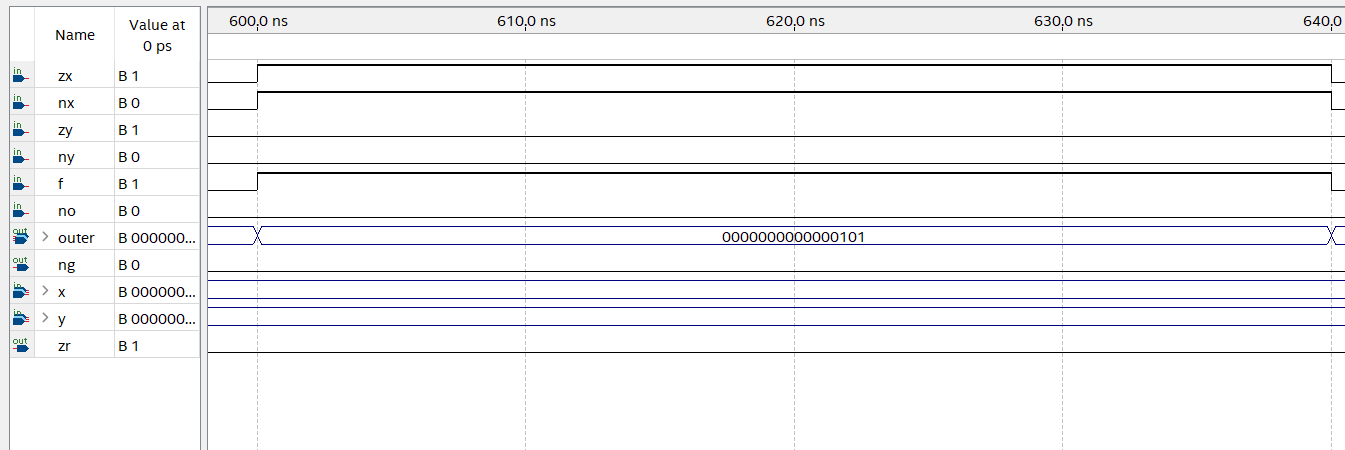 600,0 ns 610,0 ns 620,0 ns 630,0 ns 640,0
Name Value at
0 ps
in zx B 1
in nx B 0
in zy B 1
in ny B 0
in f B 1
in no B 0
out > outer B 000000... 0000000000000101
out ng B 0
in > x B 000000...
in > y B 000000...
out zr B 1